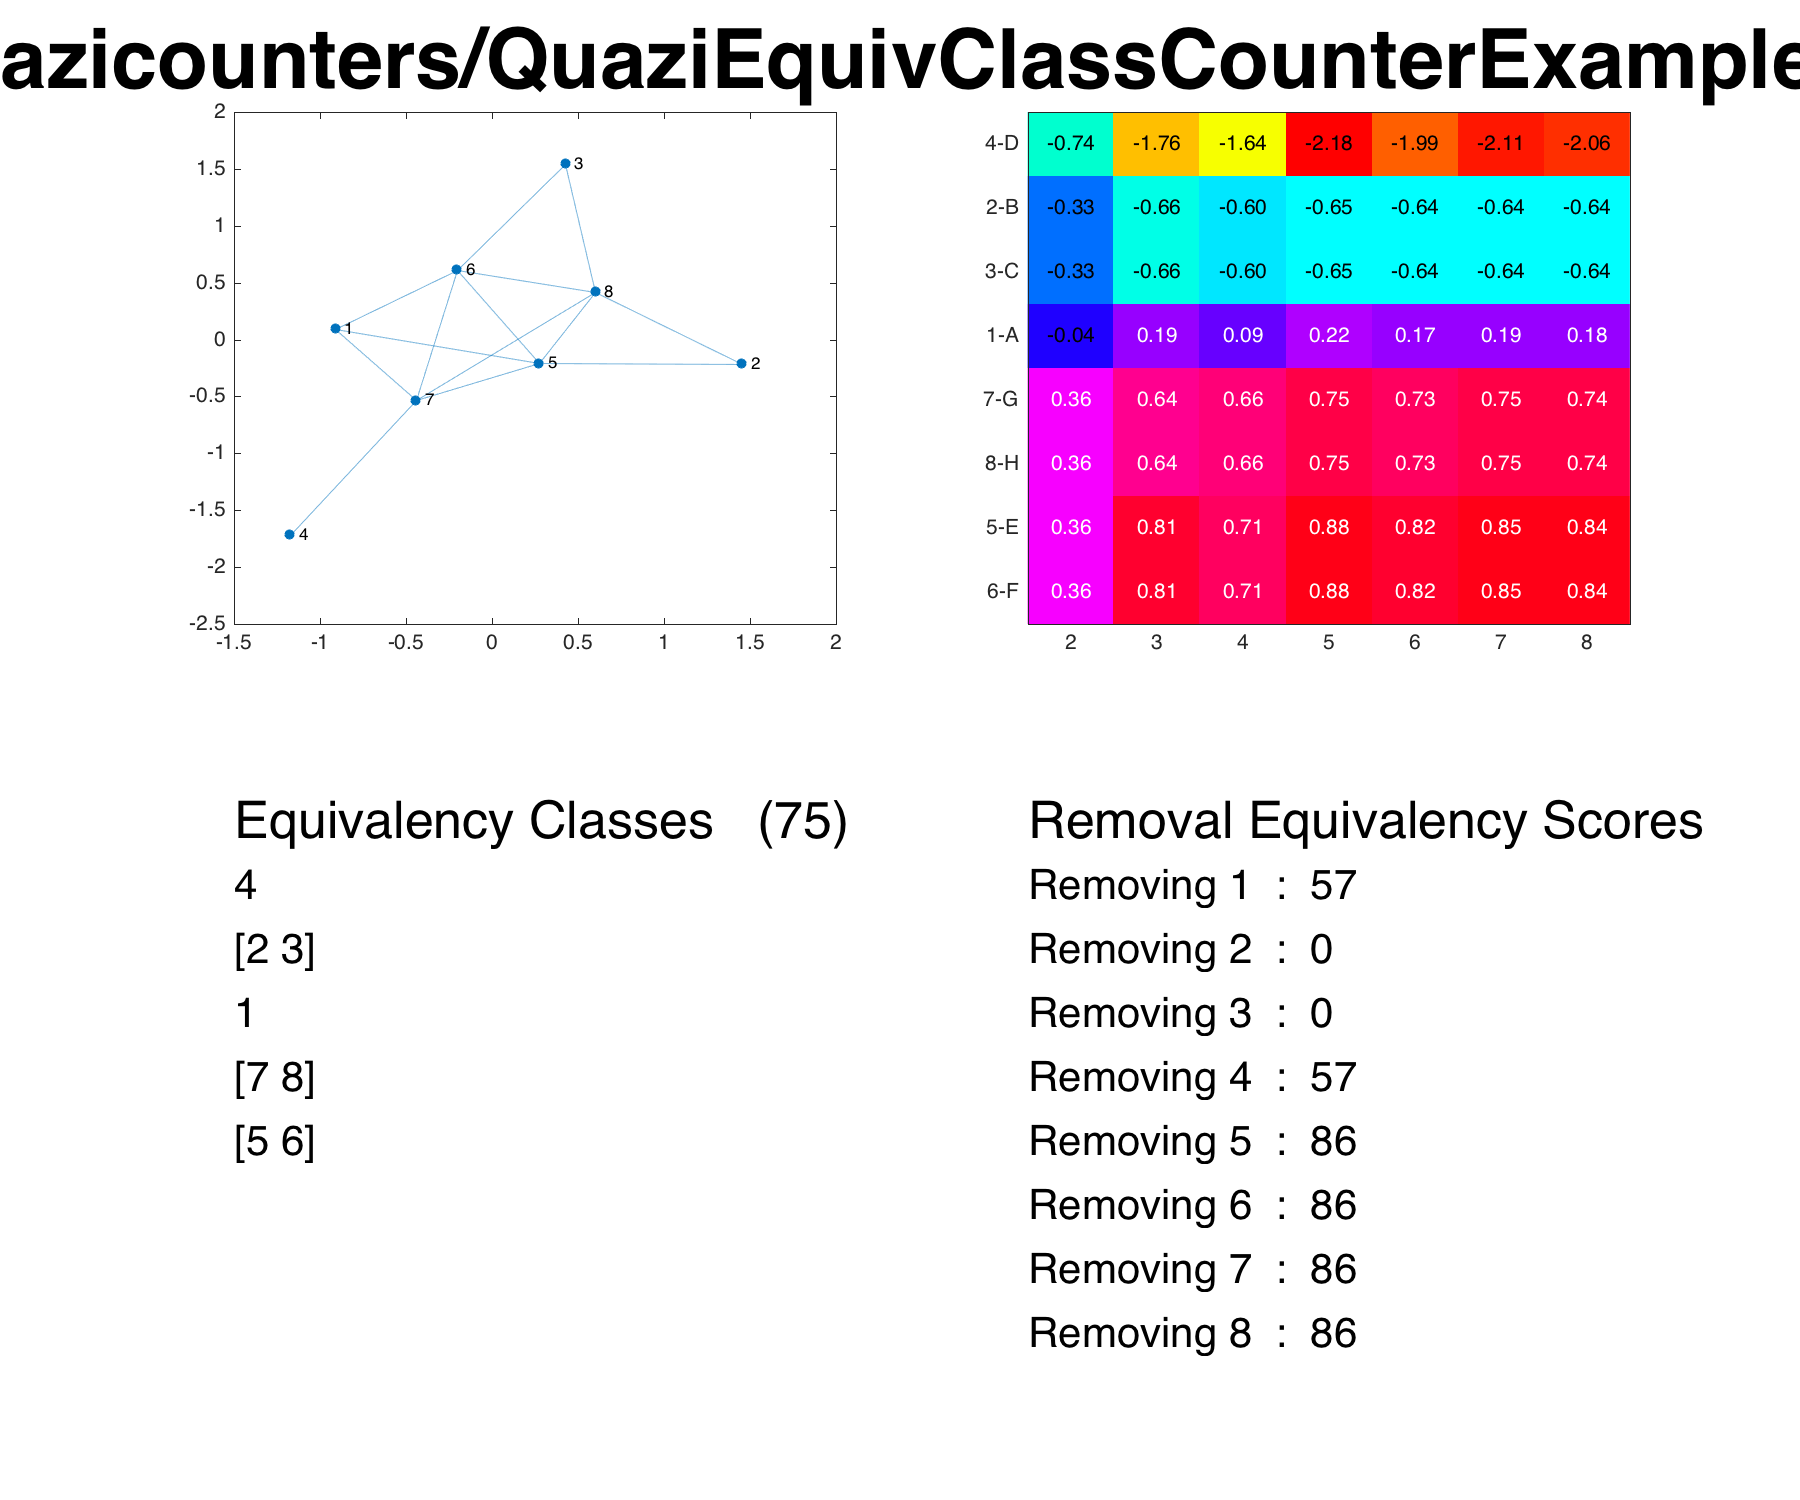 azicounters/QuaziEquivClassCounterExample
2
1.5
1
0.5
0
-0.5
-1
-1.5
-2
-2.5
-1.5 -1 -0.5 0 0.5 1 1.5 2
3
6
8
1
5
2
7
4
4-D -0.74 -1.76 -1.64 -2.18 -1.99 -2.11 -2.06
2-B -0.33 -0.66 -0.60 -0.65 -0.64 -0.64 -0.64
3-C -0.33 -0.66 -0.60 -0.65 -0.64 -0.64 -0.64
1-A -0.04 0.19 0.09 0.22 0.17 0.19 0.18
7-G 0.36 0.64 0.66 0.75 0.73 0.75 0.74
8-H 0.36 0.64 0.66 0.75 0.73 0.75 0.74
5-E 0.36 0.81 0.71 0.88 0.82 0.85 0.84
6-F 0.36 0.81 0.71 0.88 0.82 0.85 0.84
2 3 4 5 6 7 8
Equivalency Classes (75)
4
[2 3]
1
[7 8]
[5 6]
Removal Equivalency Scores
Removing 1 : 57
Removing 2 : 0
Removing 3 : 0
Removing 4 : 57
Removing 5 : 86
Removing 6 : 86
Removing 7 : 86
Removing 8 : 86